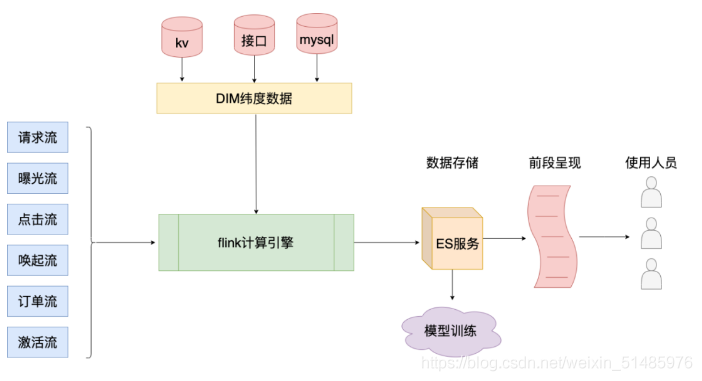 kv
接口
mysql
DIM纬度数据
请求流
曝光流
点击流
唤起流
订单流
激活流
flink计算引擎
数据存储
前段呈现
使用人员
ES服务
模型训练
https://blog.csdn.net/weixin_51485976